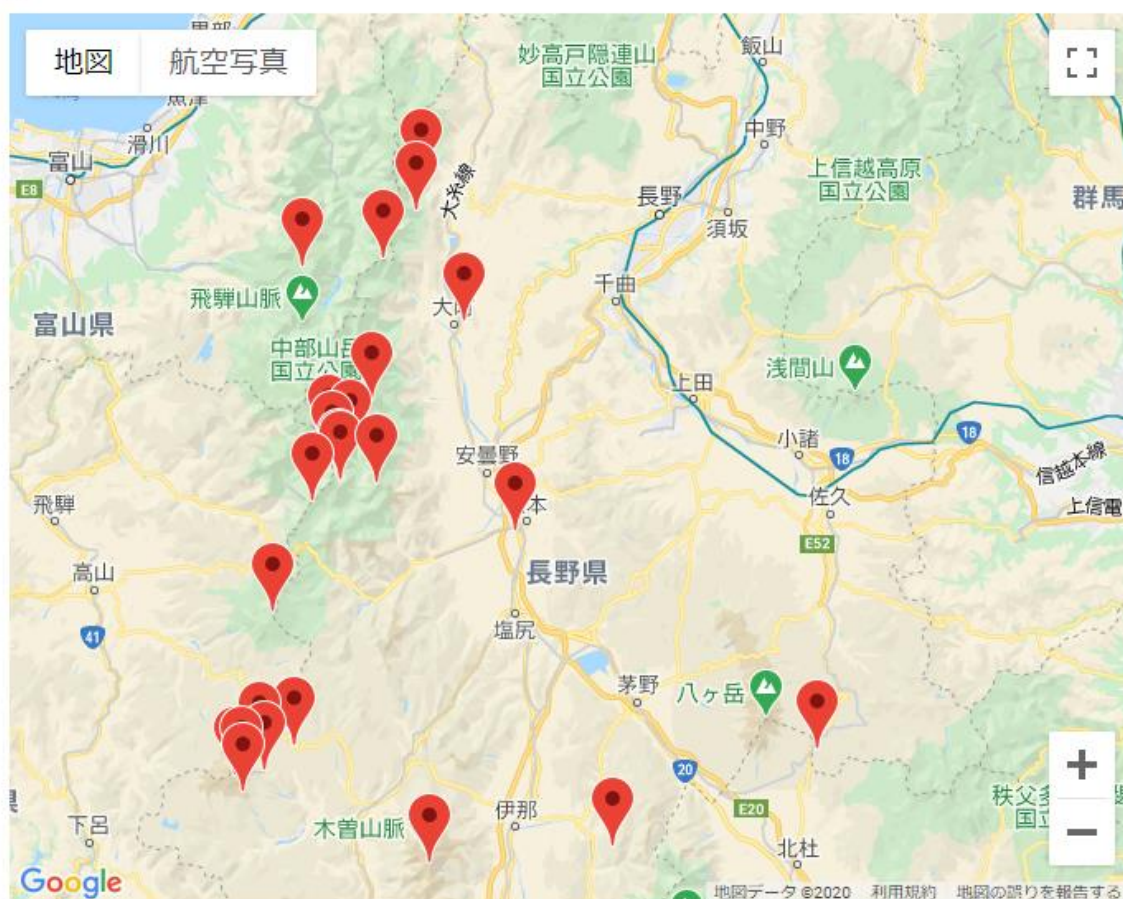 地図
航空写真
黒部
魚津
滑川
富山
E8
妙高戸隠連山
国立公園
飯山
中野
大糸線
長野
須坂
上信越高原
国立公園
群馬
千曲
飛騨山脈
富山県
中部山岳
国立公園
上田
浅間山
小諸
18
18
信越本線
上信電
佐久
E52
安曇野
飛騨
長野県
高山
41
塩尻
茅野
八ヶ岳
20
E20
秩父多
木曽山脈
伊那
下呂
北杜
Google
地図データ ©2020
利用規約
地図の誤りを報告する